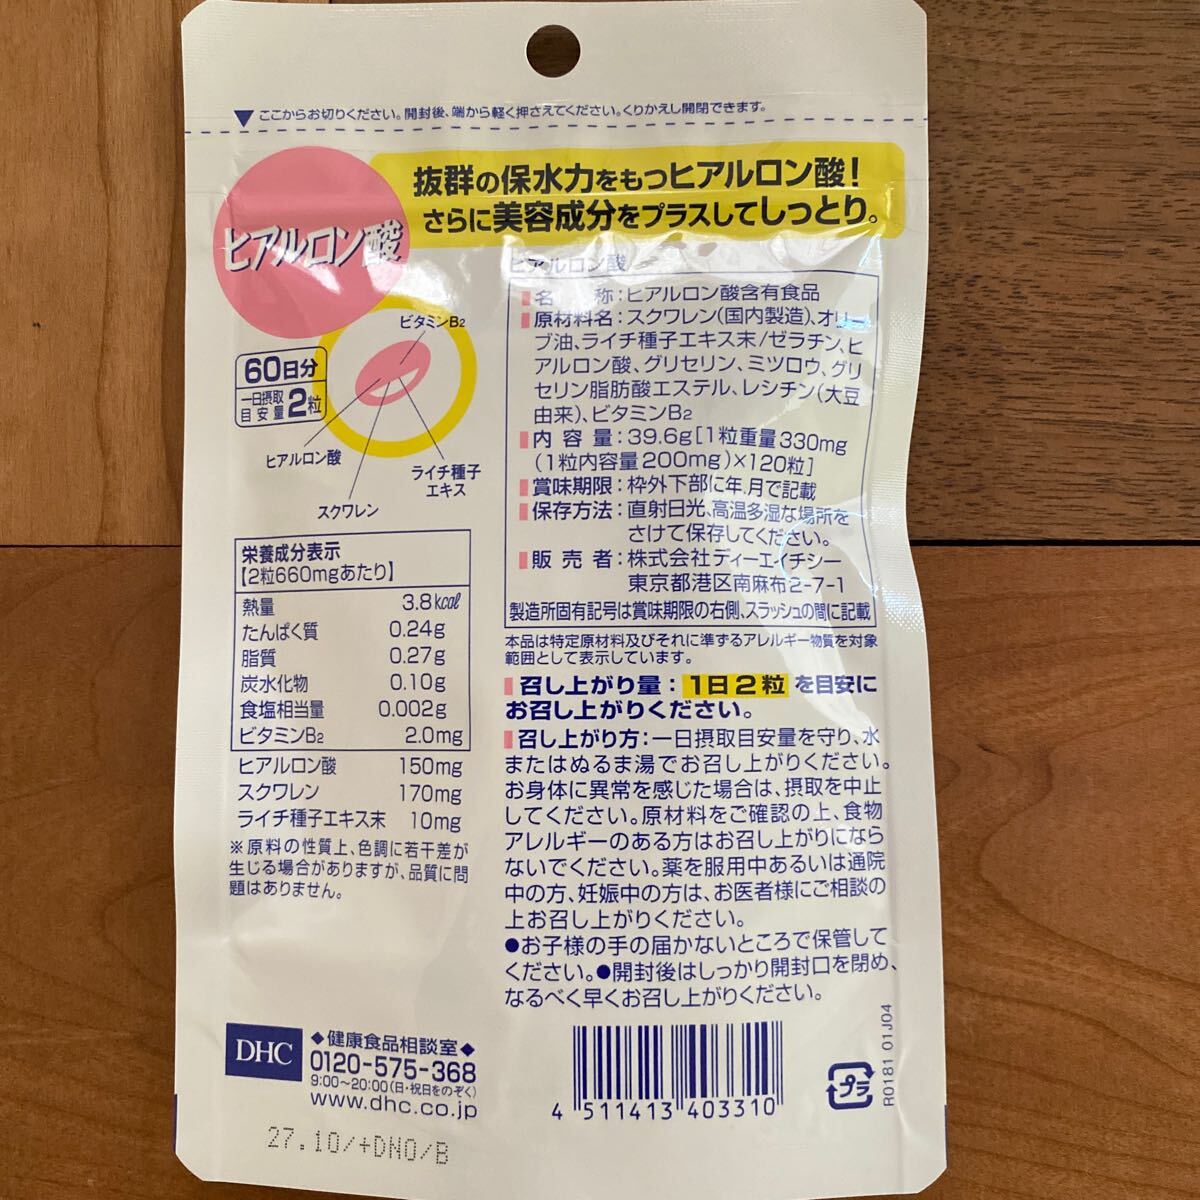 ▼ここからお切りください。開封後、端から軽く押さえてください。くりかえし開閉できます。
抜群の保水力をもつヒアルロン酸!
さらに美容成分をプラスしてしっとり。
ヒアルロン酸
ビタミンB2
60日分
一日摂取
目安量 2粒
ヒアルロン酸
ライチ種子
エキス
スクワレン
栄養成分表示
【2粒660mgあたり】
熱量 3.8kcal
たんぱく質 0.24g
脂質 0.27g
炭水化物 0.10g
食塩相当量 0.002g
ビタミンB2 2.0mg
ヒアルロン酸 150mg
スクワレン 170mg
ライチ種子エキス末 10mg
※原料の性質上、色調に若干差が
生じる場合がありますが、品質に問
題はありません。
ヒアルロン酸
名称:ヒアルロン酸含有食品
原材料名:スクワレン(国内製造)、オリー
ブ油、ライチ種子エキス末/ゼラチン、ヒ
アルロン酸、グリセリン、ミツロウ、グリ
セリン脂肪酸エステル、レシチン(大豆
由来)、ビタミンB2
内容量:39.6g[1粒重量330mg
(1粒内容量200mg)×120粒]
賞味期限:枠外下部に年.月で記載
保存方法:直射日光、高温多湿な場所を
さけて保存してください。
販売者:株式会社ディーエイチシー
東京都港区南麻布2-7-1
製造所固有記号は賞味期限の右側、スラッシュの間に記載
本品は特定原材料及びそれに準ずるアレルギー物質を対象
範囲として表示しています。
召し上がり量:1日2粒を目安に
お召し上がりください。
召し上がり方:一日摂取目安量を守り、水
またはぬるま湯でお召し上がりください。
お身体に異常を感じた場合は、摂取を中止
してください。原材料をご確認の上、食物
アレルギーのある方はお召し上がりになら
ないでください。薬を服用中あるいは通院
中の方、妊娠中の方は、お医者様にご相談の
上お召し上がりください。
●お子様の手の届かないところで保管して
ください。●開封後はしっかり開封口を閉め、
なるべく早くお召し上がりください。
DHC
◆健康食品相談室◆
0120-575-368
9:00〜20:00(日・祝日をのぞく)
www.dhc.co.jp
4 511413 403310
プラ
R0181 01J04
27.10/+DNO/B